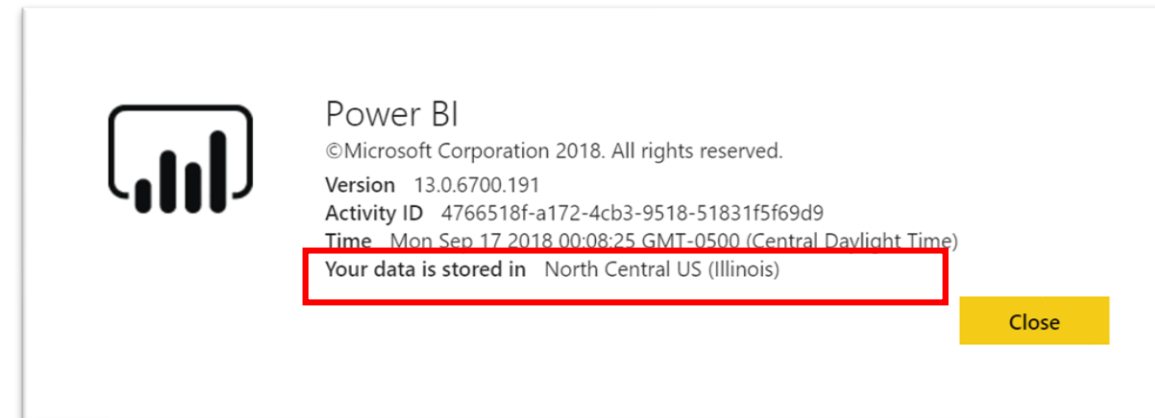 Power BI
©Microsoft Corporation 2018. All rights reserved.
Version 13.0.6700.191
Activity ID 4766518f-a172-4cb3-9518-51831f5f69d9
Time Mon Sep 17 2018 00:08:25 GMT-0500 (Central Daylight Time)
Your data is stored in North Central US (Illinois)
Close